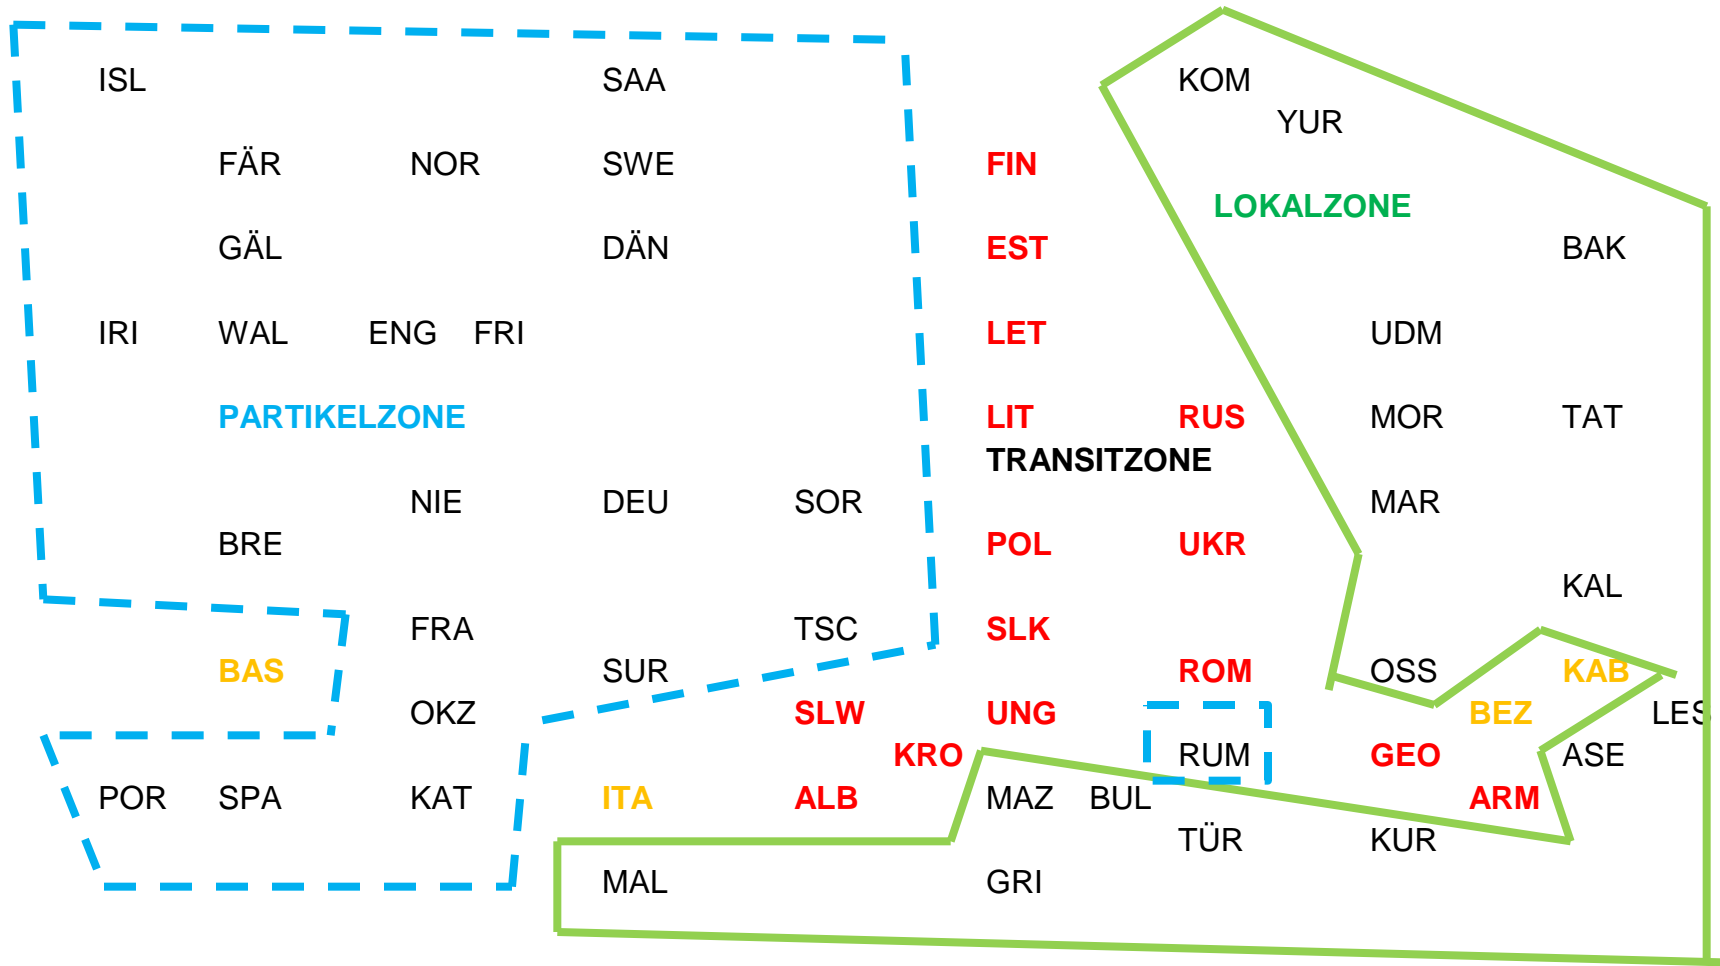 ISL SAA KOM
YUR
FÄR NOR SWE FIN
LOKALZONE
GÄL DÄN EST BAK
IRI WAL ENG FRI LET UDM
PARTIKELZONE LIT RUS MOR TAT
TRANSITZONE
NIE DEU SOR MAR
BRE POL UKR
KAL
FRA TSC SLK
BAS SUR ROM OSS KAB
OKZ SLW UNG BEZ LES
KRO RUM GEO ASE
POR SPA KAT ITA ALB MAZ BUL ARM
TÜR KUR
MAL GRI